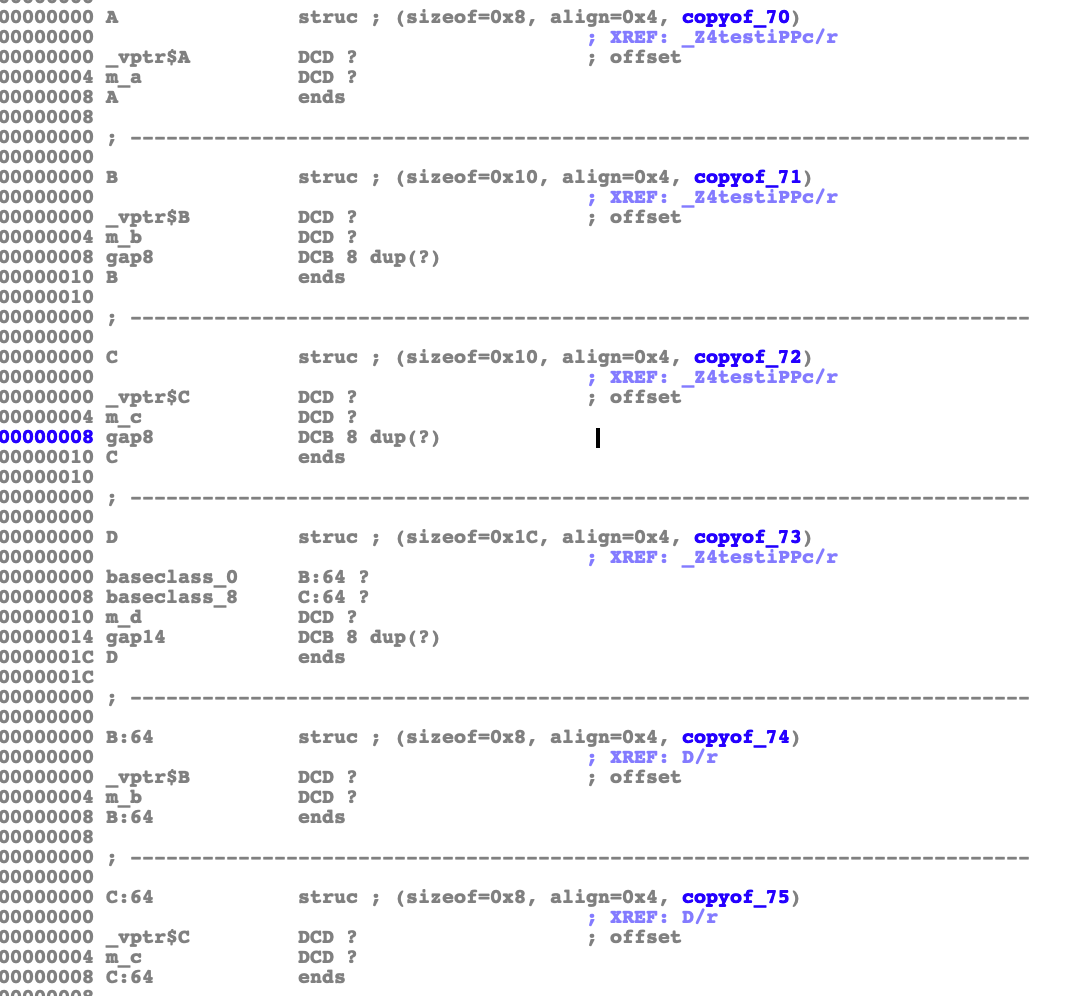 00000000 A               struc ; (sizeof=0x8, align=0x4, copyof_70)
00000000                                         ; XREF: _Z4testiPPc/r
00000000 _vptr$A         DCD ?                   ; offset
00000004 m_a             DCD ?
00000008 A               ends
00000008
00000000 ; ---------------------------------------------------------------------------
00000000
00000000 B               struc ; (sizeof=0x10, align=0x4, copyof_71)
00000000                                         ; XREF: _Z4testiPPc/r
00000000 _vptr$B         DCD ?                   ; offset
00000004 m_b             DCD ?
00000008 gap8            DCB 8 dup(?)
00000010 B               ends
00000010
00000000 ; ---------------------------------------------------------------------------
00000000
00000000 C               struc ; (sizeof=0x10, align=0x4, copyof_72)
00000000                                         ; XREF: _Z4testiPPc/r
00000000 _vptr$C         DCD ?                   ; offset
00000004 m_c             DCD ?
00000008 gap8            DCB 8 dup(?)
00000010 C               ends
00000010
00000000 ; ---------------------------------------------------------------------------
00000000
00000000 D               struc ; (sizeof=0x1C, align=0x4, copyof_73)
00000000                                         ; XREF: _Z4testiPPc/r
00000000 baseclass_0     B:64 ?
00000008 baseclass_8     C:64 ?
00000010 m_d             DCD ?
00000014 gap14           DCB 8 dup(?)
0000001C D               ends
0000001C
00000000 ; ---------------------------------------------------------------------------
00000000
00000000 B:64            struc ; (sizeof=0x8, align=0x4, copyof_74)
00000000                                         ; XREF: D/r
00000000 _vptr$B         DCD ?                   ; offset
00000004 m_b             DCD ?
00000008 B:64            ends
00000008
00000000 ; ---------------------------------------------------------------------------
00000000
00000000 C:64            struc ; (sizeof=0x8, align=0x4, copyof_75)
00000000                                         ; XREF: D/r
00000000 _vptr$C         DCD ?                   ; offset
00000004 m_c             DCD ?
00000008 C:64            ends